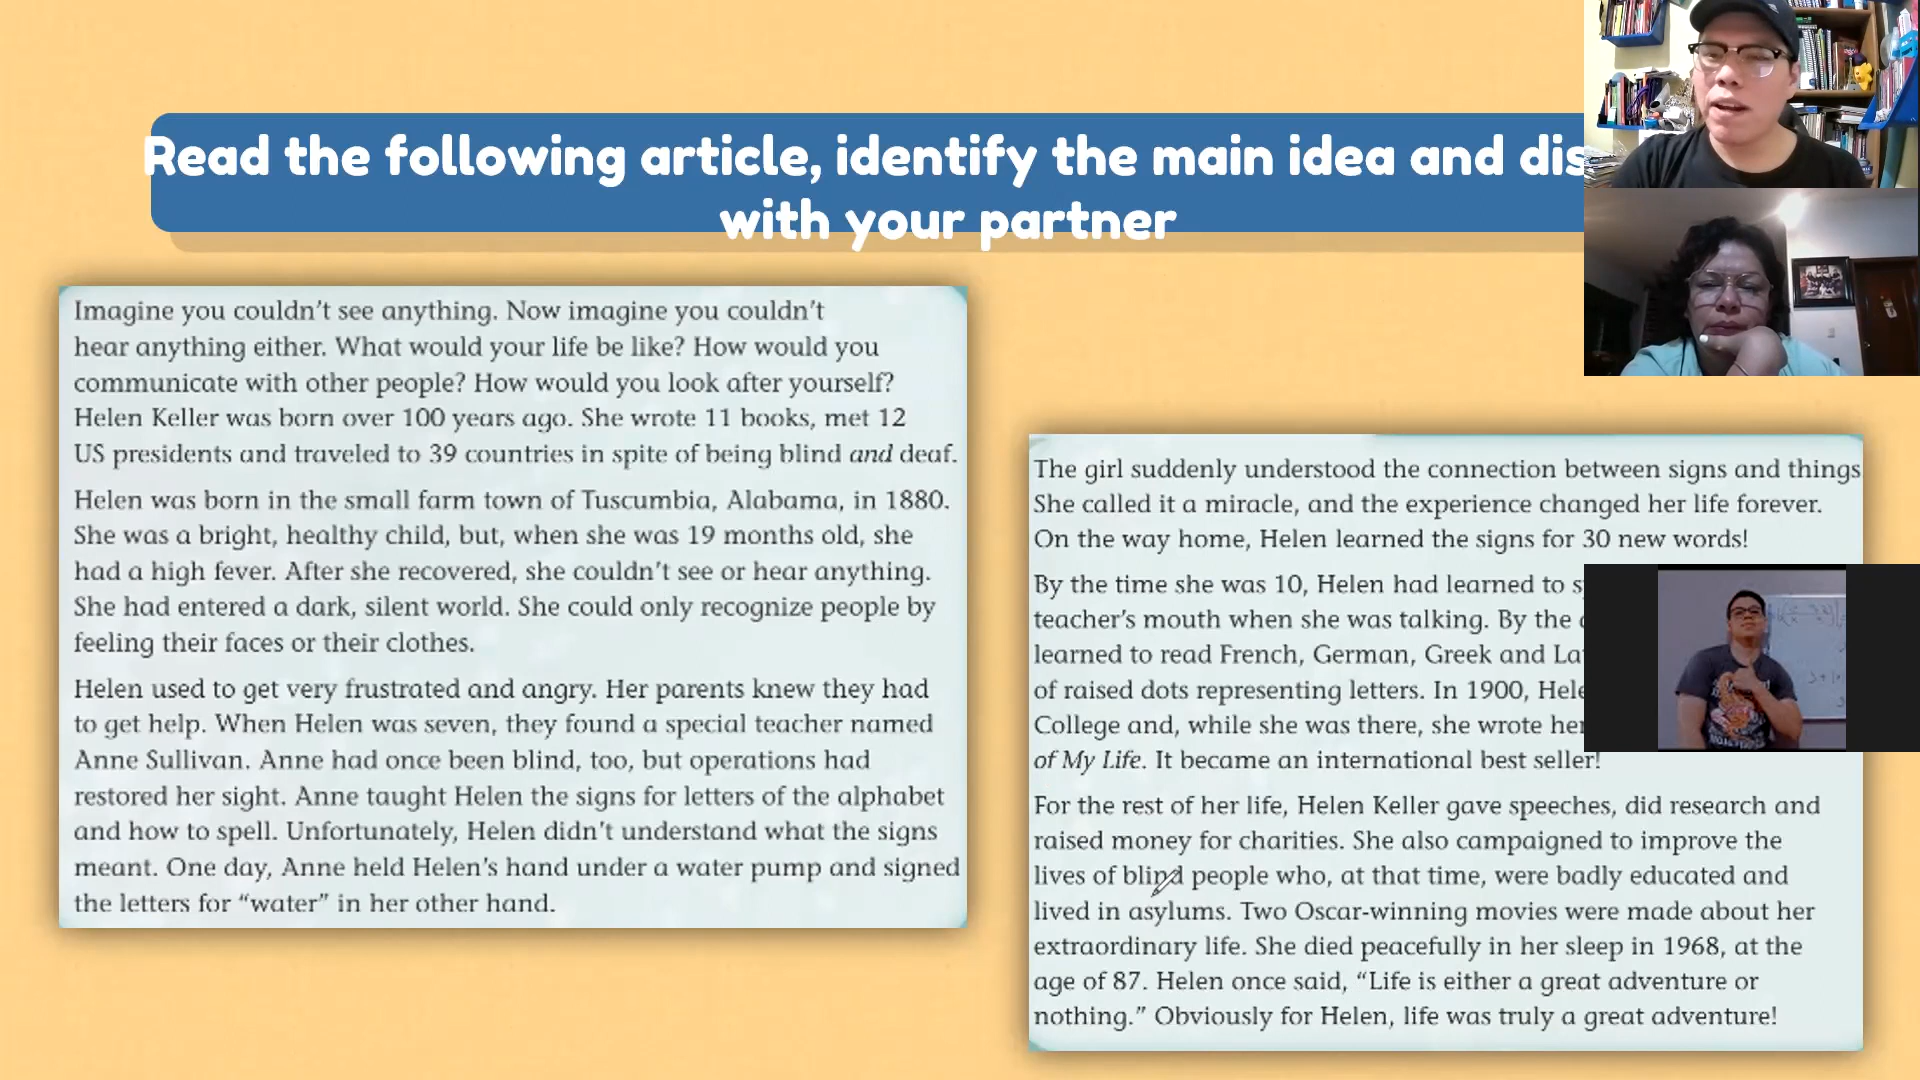 Read the following article, identify the main idea and dis
with your partner
Imagine you couldn't see anything. Now imagine you couldn't
hear anything either. What would your life be like? How would you
communicate with other people? How would you look after yourself?
Helen Keller was born over 100 years ago. She wrote 11 books, met 12
US presidents and traveled to 39 countries in spite of being blind and deaf.
Helen was born in the small farm town of Tuscumbia, Alabama, in 1880.
She was a bright, healthy child, but, when she was 19 months old, she
had a high fever. After she recovered, she couldn't see or hear anything.
She had entered a dark, silent world. She could only recognize people by
feeling their faces or their clothes.
Helen used to get very frustrated and angry. Her parents knew they had
to get help. When Helen was seven, they found a special teacher named
Anne Sullivan. Anne had once been blind, too, but operations had
restored her sight. Anne taught Helen the signs for letters of the alphabet
and how to spell. Unfortunately, Helen didn't understand what the signs
meant. One day, Anne held Helen's hand under a water pump and signed
the letters for "water" in her other hand.
The girl suddenly understood the connection between signs and things
She called it a miracle, and the experience changed her life forever.
On the way home, Helen learned the signs for 30 new words!
By the time she was 10, Helen had learned to s
teacher's mouth when she was talking. By the
learned to read French, German, Greek and La
of raised dots representing letters. In 1900, Hele
College and, while she was there, she wrote her
of My Life. It became an international best seller!
For the rest of her life, Helen Keller gave speeches, did research and
raised money for charities. She also campaigned to improve the
lives of blind people who, at that time, were badly educated and
lived in asylums. Two Oscar-winning movies were made about her
extraordinary life. She died peacefully in her sleep in 1968, at the
age of 87. Helen once said, "Life is either a great adventure or
nothing." Obviously for Helen, life was truly a great adventure!